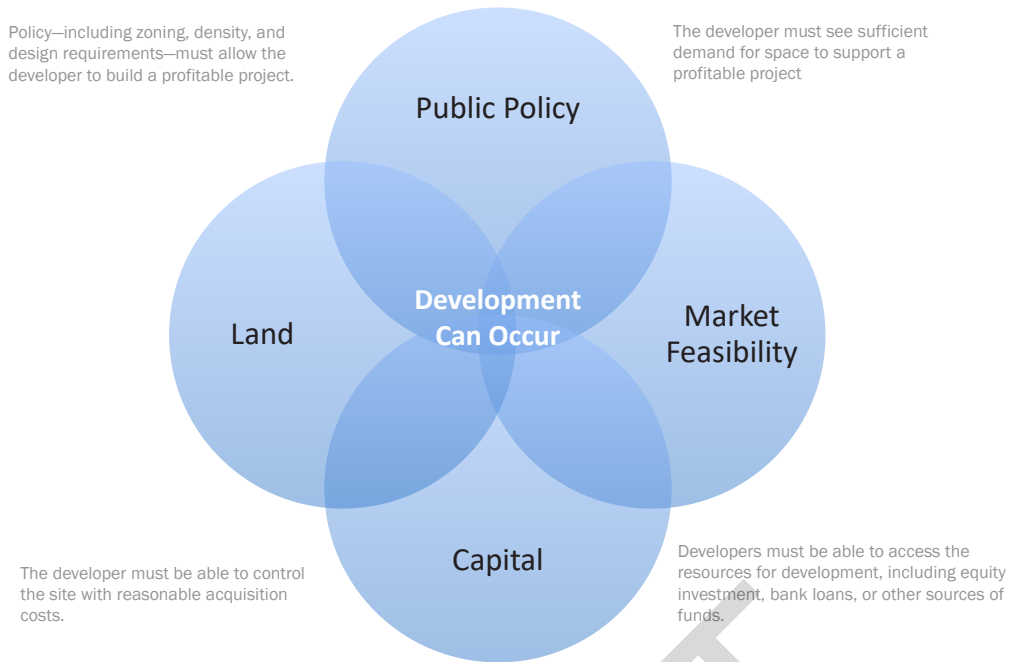 Policy—including zoning, density, and
design requirements—must allow the
developer to build a profitable project.
The developer must see sufficient
demand for space to support a
profitable project
Public Policy
Land
Development
Can Occur
Market
Feasibility
Capital
The developer must be able to control
the site with reasonable acquisition
costs.
Developers must be able to access the
resources for development, including equity
investment, bank loans, or other sources of
funds.